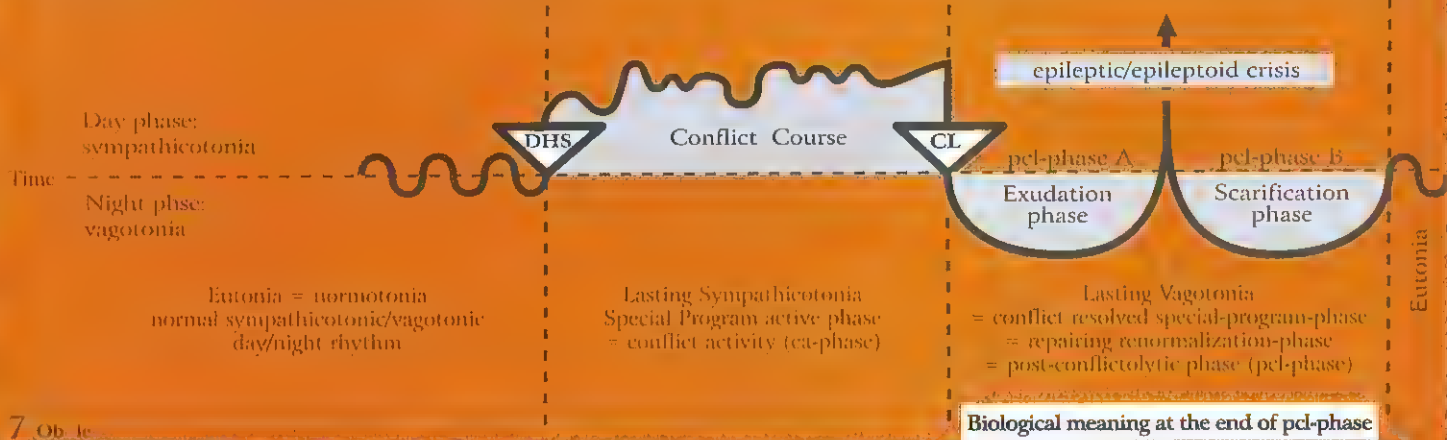 epileptic/epileptoid crisis
Day phase:
sympathicotonia
DHS
Conflict Course
CL
pcl-phase A
pcl-phase B
Time
Night phse:
vagotonia
Exudation
phase
Scarification
phase
Eutonia = normotonia
normal sympathicotonic/vagotonic
day/night rhythm
Lasting Sympathicotonia
Special Program active phase
= conflict activity (ca-phase)
Lasting Vagotonia
= conflict resolved special-program-phase
= repairing renormalization-phase
= post-conflictolytic phase (pcl-phase)
Eutonia
Biological meaning at the end of pcl-phase
7